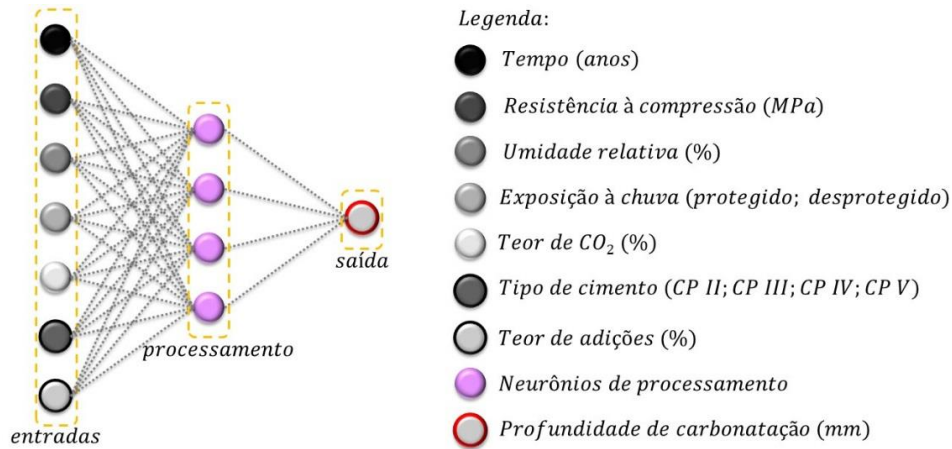 entradas
processamento
saída
Legenda:
Tempo (anos)
Resistência à compressão (MPa)
Umidade relativa (%)
Exposição à chuva (protegido; desprotegido)
Teor de CO₂ (%)
Tipo de cimento (CP II; CP III; CP IV; CP V)
Teor de adições (%)
Neurônios de processamento
Profundidade de carbonatação (mm)